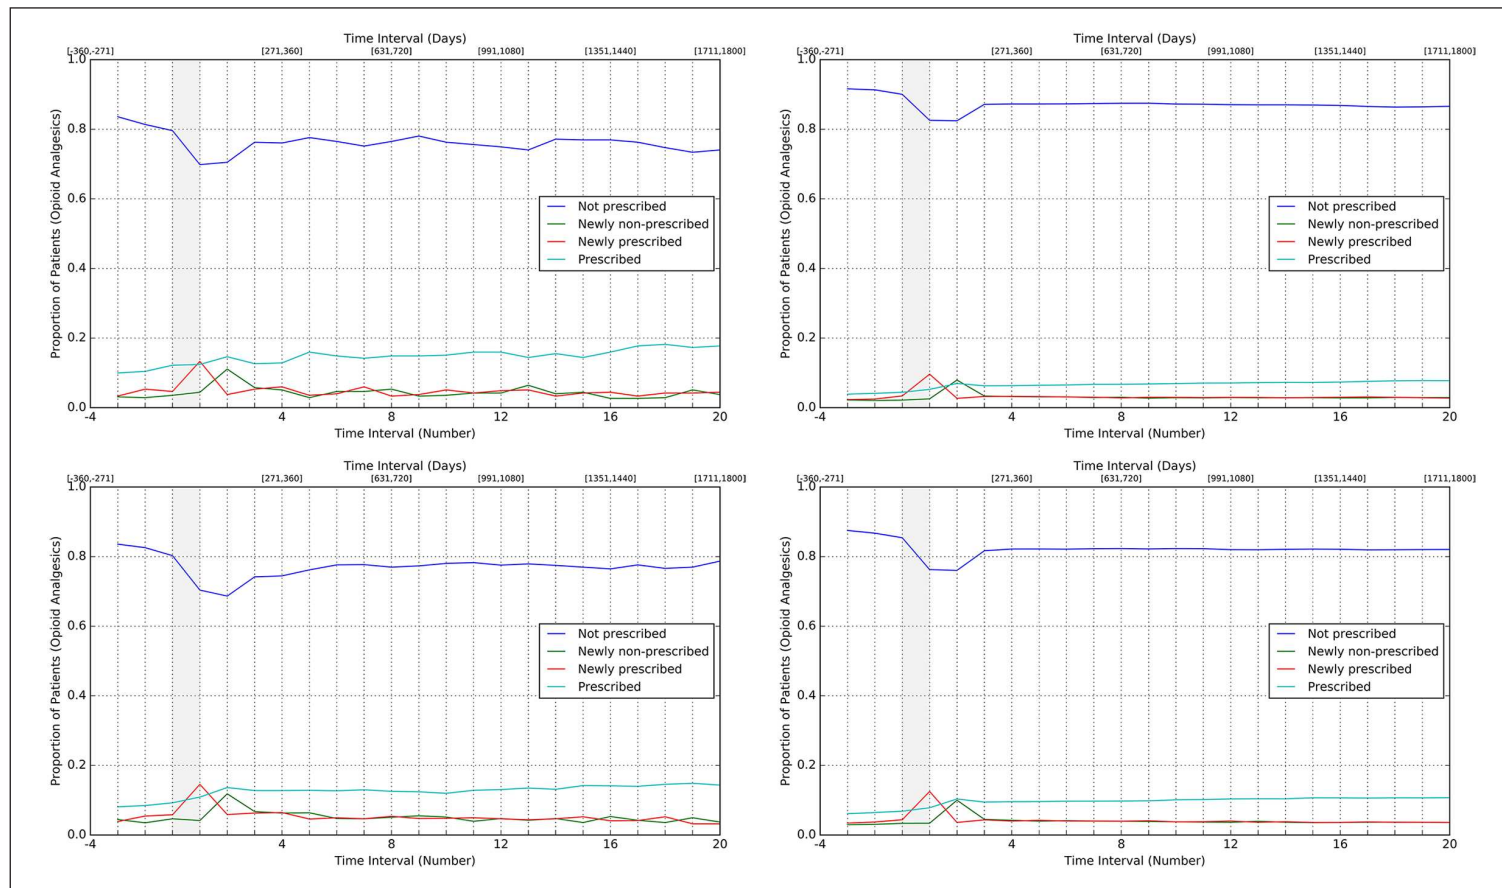 Time Interval (Days)
[-360,-271] [271,360] [631,720] [991,1080] [1351,1440] [1711,1800]
1.0
0.8
0.6
0.4
0.2
0.0
Proportion of Patients (Opioid Analgesics)
Not prescribed
Newly non-prescribed
Newly prescribed
Prescribed
-4 4 8 12 16 20
Time Interval (Number)
Time Interval (Days)
[-360,-271] [271,360] [631,720] [991,1080] [1351,1440] [1711,1800]
1.0
0.8
0.6
0.4
0.2
0.0
Proportion of Patients (Opioid Analgesics)
Not prescribed
Newly non-prescribed
Newly prescribed
Prescribed
-4 4 8 12 16 20
Time Interval (Number)
Time Interval (Days)
[-360,-271] [271,360] [631,720] [991,1080] [1351,1440] [1711,1800]
1.0
0.8
0.6
0.4
0.2
0.0
Proportion of Patients (Opioid Analgesics)
Not prescribed
Newly non-prescribed
Newly prescribed
Prescribed
-4 4 8 12 16 20
Time Interval (Number)
Time Interval (Days)
[-360,-271] [271,360] [631,720] [991,1080] [1351,1440] [1711,1800]
1.0
0.8
0.6
0.4
0.2
0.0
Proportion of Patients (Opioid Analgesics)
Not prescribed
Newly non-prescribed
Newly prescribed
Prescribed
-4 4 8 12 16 20
Time Interval (Number)